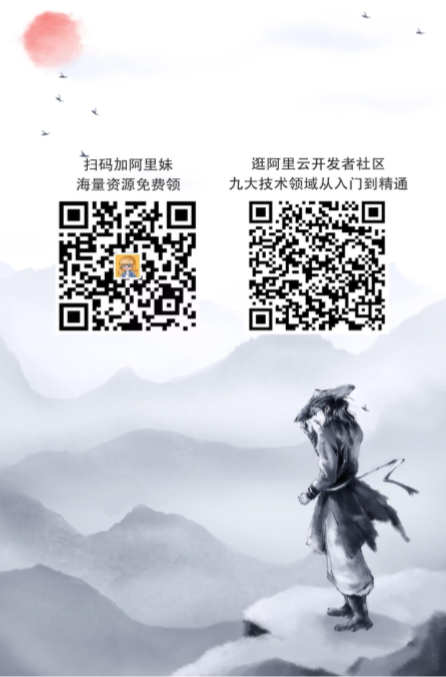 扫码加阿里妹
海量资源免费领
逛阿里云开发者社区
九大技术领域从入门到精通